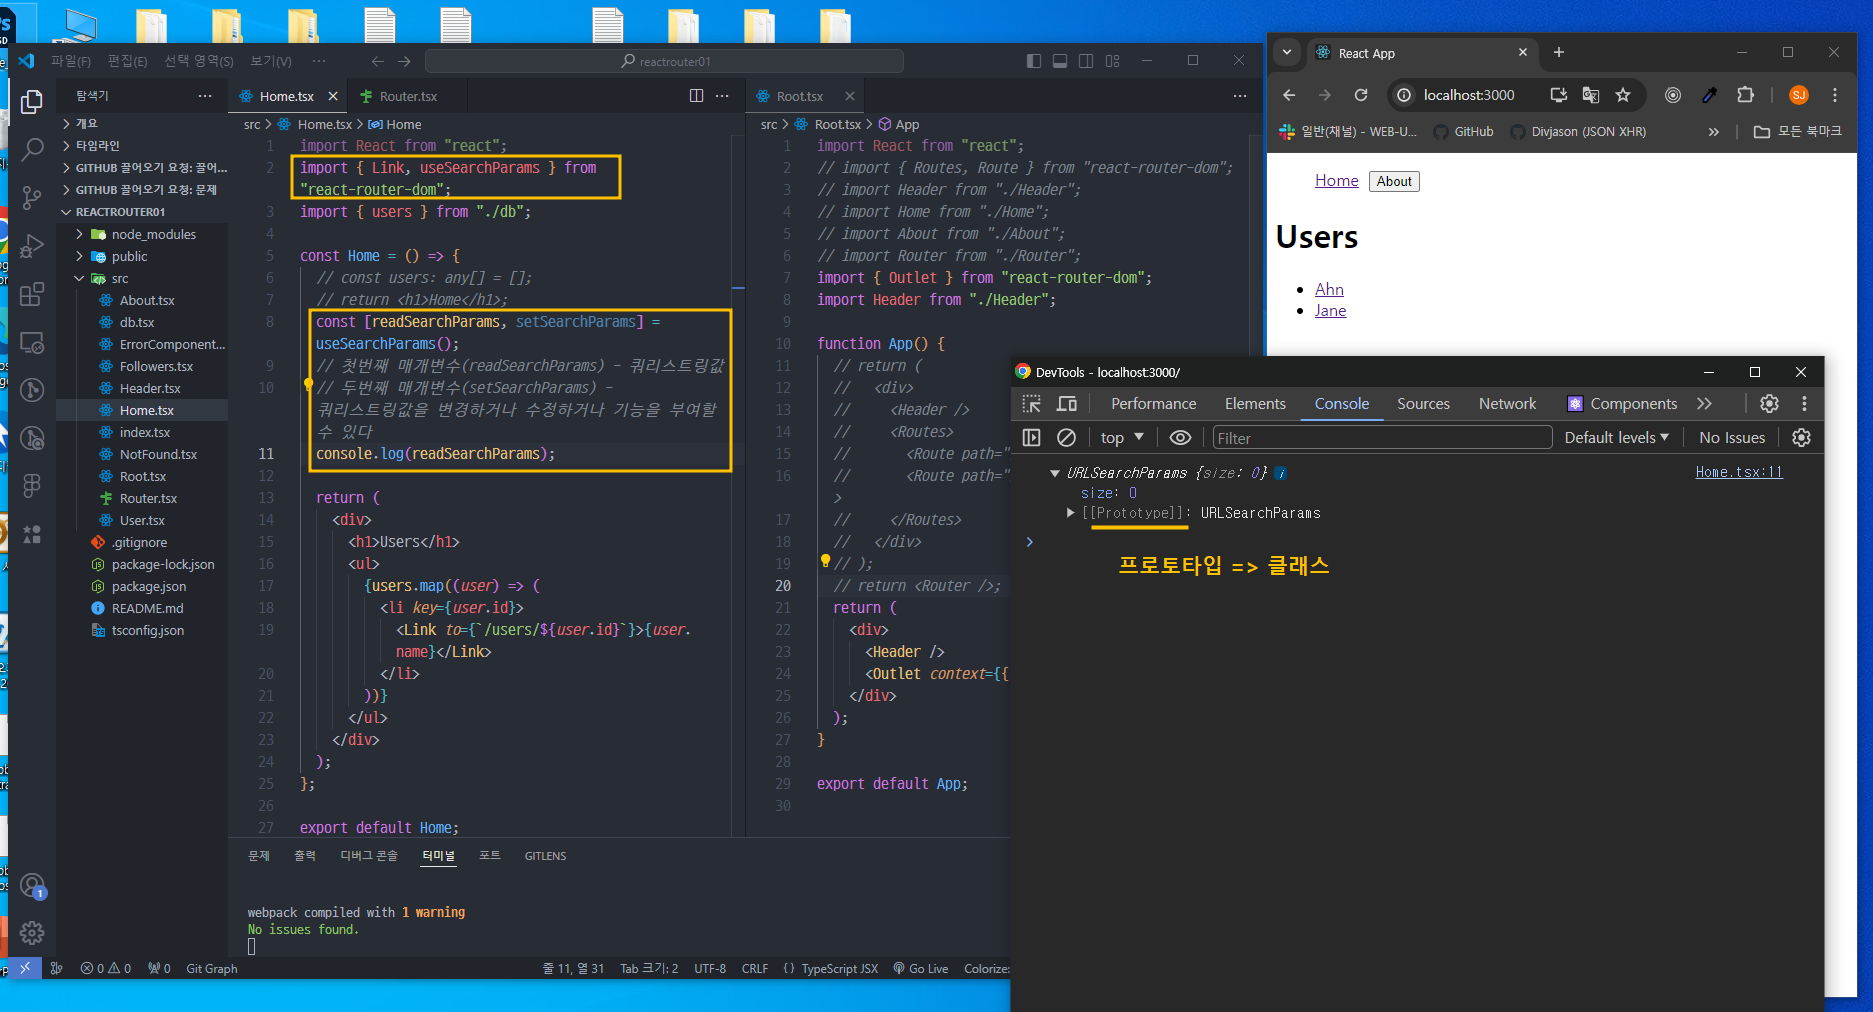 파일(F) 편집(E) 선택 영역(S) 보기(V) ··· reactrouter01
탐색기 ···
개요
타임라인
GITHUB 끌어오기 요청: 끌어...
GITHUB 끌어오기 요청: 문제
REACTROUTER01
node_modules
public
src
About.tsx
db.tsx
ErrorComponent...
Followers.tsx
Header.tsx
Home.tsx
index.tsx
NotFound.tsx
Root.tsx
Router.tsx
User.tsx
.gitignore
package-lock.json
package.json
README.md
tsconfig.json
1
Home.tsx Router.tsx
src > Home.tsx > Home
1 import React from "react";
2 import { Link, useSearchParams } from
"react-router-dom";
3 import { users } from "./db";
4
5 const Home = () => {
6 // const users: any[] = [];
7 // return <h1>Home</h1>;
8 const [readSearchParams, setSearchParams] =
useSearchParams();
9 // 첫번째 매개변수(readSearchParams) - 쿼리스트링값
10 // 두번째 매개변수(setSearchParams) -
쿼리스트링값을 변경하거나 수정하거나 기능을 부여할
수 있다
11 console.log(readSearchParams);
12
13 return (
14 <div>
15 <h1>Users</h1>
16 <ul>
17 {users.map((user) => (
18 <li key={user.id}>
19 <Link to={`/users/${user.id}`}>{user.
name}</Link>
20 </li>
21 ))}
22 </ul>
23 </div>
24 );
25 };
26
27 export default Home;
Root.tsx
src > Root.tsx > App
1 import React from "react";
2 // import { Routes, Route } from "react-router-dom";
3 // import Header from "./Header";
4 // import Home from "./Home";
5 // import About from "./About";
6 // import Router from "./Router";
7 import { Outlet } from "react-router-dom";
8 import Header from "./Header";
9
10 function App() {
11 // return (
12 // <div>
13 // <Header />
14 // <Routes>
15 // <Route path="
16 // <Route path="
>
17 // </Routes>
18 // </div>
19 // );
20 // return <Router />;
21 return (
22 <div>
23 <Header />
24 <Outlet context={{
25 </div>
26 );
27 }
28
29 export default App;
30
문제 출력 디버그 콘솔 터미널 포트 GITLENS
webpack compiled with 1 warning
No issues found.
0 0 0 Git Graph 줄 11, 열 31 Tab 크기: 2 UTF-8 CRLF {} TypeScript JSX Go Live Colorize:
React App
localhost:3000 SJ
일반(채널) - WEB-U... GitHub Divjason (JSON XHR) » 모든 북마크
Home About
Users
Ahn
Jane
DevTools - localhost:3000/
Performance Elements Console Sources Network Components
top Filter Default levels No Issues
URLSearchParams {size: 0} i Home.tsx:11
size: 0
[[Prototype]]: URLSearchParams
프로토타입 => 클래스